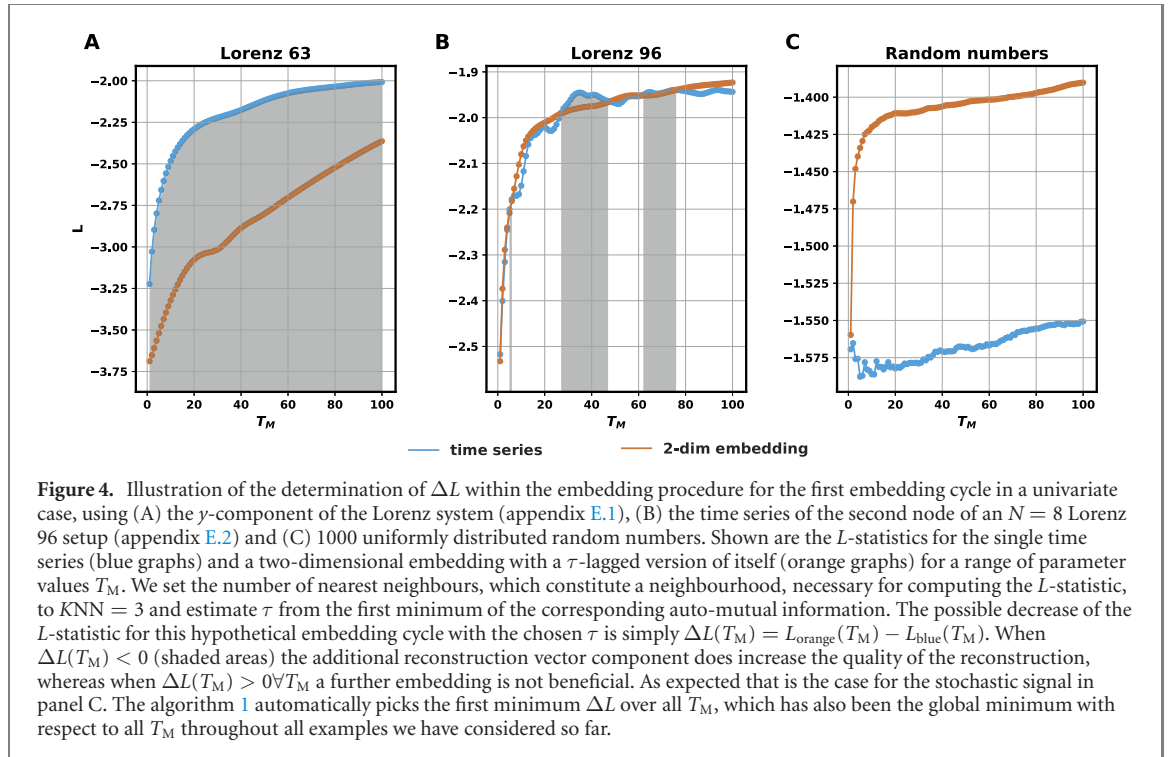 A
Lorenz 63
B
Lorenz 96
C
Random numbers
L
−2.00
−2.25
−2.50
−2.75
−3.00
−3.25
−3.50
−3.75
0 20 40 60 80 100
T_M
−1.9
−2.0
−2.1
−2.2
−2.3
−2.4
−2.5
0 20 40 60 80 100
T_M
−1.400
−1.425
−1.450
−1.475
−1.500
−1.525
−1.550
−1.575
0 20 40 60 80 100
T_M
time series
2-dim embedding
Figure 4. Illustration of the determination of ΔL within the embedding procedure for the first embedding cycle in a univariate
case, using (A) the y-component of the Lorenz system (appendix E.1), (B) the time series of the second node of an N = 8 Lorenz
96 setup (appendix E.2) and (C) 1000 uniformly distributed random numbers. Shown are the L-statistics for the single time
series (blue graphs) and a two-dimensional embedding with a τ-lagged version of itself (orange graphs) for a range of parameter
values T_M. We set the number of nearest neighbours, which constitute a neighbourhood, necessary for computing the L-statistic,
to KNN = 3 and estimate τ from the first minimum of the corresponding auto-mutual information. The possible decrease of the
L-statistic for this hypothetical embedding cycle with the chosen τ is simply ΔL(T_M) = L_orange(T_M) − L_blue(T_M). When
ΔL(T_M) < 0 (shaded areas) the additional reconstruction vector component does increase the quality of the reconstruction,
whereas when ΔL(T_M) > 0∀T_M a further embedding is not beneficial. As expected that is the case for the stochastic signal in
panel C. The algorithm 1 automatically picks the first minimum ΔL over all T_M, which has also been the global minimum with
respect to all T_M throughout all examples we have considered so far.